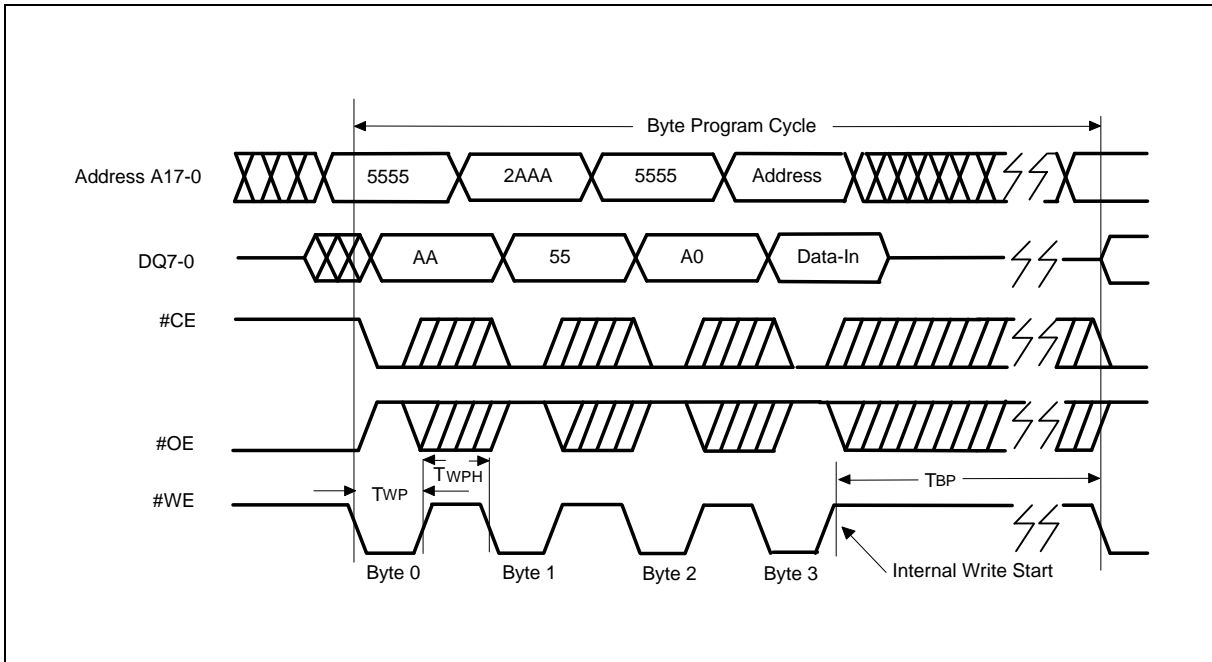 Byte Program Cycle
Address A17-0
5555
2AAA
5555
Address
DQ7-0
AA
55
A0
Data-In
#CE
#OE
TWPH
#WE
TWP
TBP
Byte 0
Byte 1
Byte 2
Byte 3
Internal Write Start